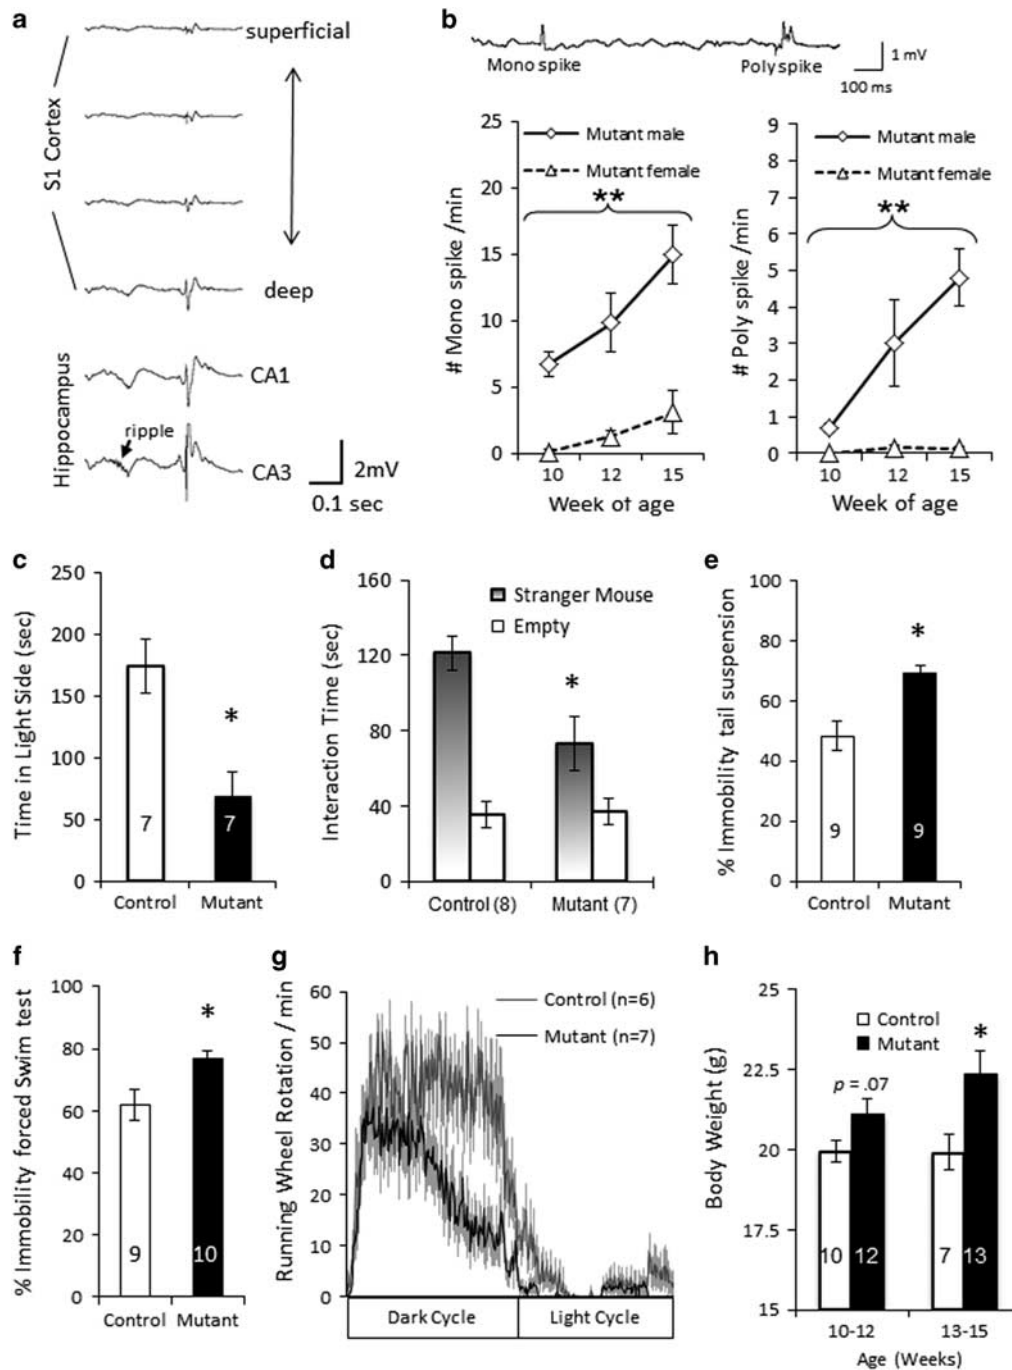 a
superficial
S1 Cortex
deep
Hippocampus
CA1
ripple
CA3
2mV
0.1 sec
b
Mono spike
Poly spike
1 mV
100 ms
# Mono spike /min
25
20
15
10
5
0
Mutant male
Mutant female
**
10 12 15
Week of age
# Poly spike /min
9
8
7
6
5
4
3
2
1
0
Mutant male
Mutant female
**
10 12 15
Week of age
c
Time in Light Side (sec)
250
200
150
100
50
0
*
7 7
Control Mutant
d
Interaction Time (sec)
160
120
80
40
0
Stranger Mouse
Empty
*
Control (8) Mutant (7)
e
% Immobility tail suspension
100
80
60
40
20
0
*
9 9
Control Mutant
f
% Immobility forced Swim test
100
80
60
40
20
0
*
9 10
Control Mutant
g
Running Wheel Rotation / min
60
50
40
30
20
10
0
Control (n=6)
Mutant (n=7)
Dark Cycle Light Cycle
h
Body Weight (g)
25
22.5
20
17.5
15
Control
Mutant
p = .07
*
10 12 7 13
10-12 13-15
Age (Weeks)